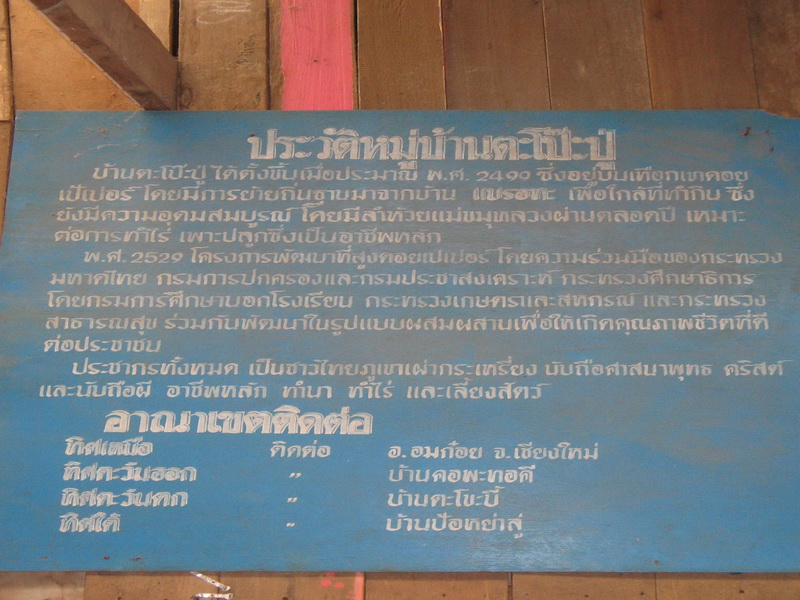 ประวัติหมู่บ้านตะโป๊ะปู่
บ้านตะโป๊ะปู่ ได้ตั้งขึ้นเมื่อประมาณ พ.ศ. 2499 ซึ่งอยู่บนเทือกเทคอย
เป้เปอร์ โดยมีการย้ายถิ่นฐานมาจากบ้าน แบรอทะ เพื่อใกล้ที่ทำกิน ซึ่ง
ยังมีความอุดมสมบูรณ์ โดยมีลำห้วยแม่ขมุหลวงผ่านตลอดปี เหมาะ
ต่อการทำไร่ เพาะปลูกซึ่งเป็นอาชีพหลัก
พ.ศ. 2529 โครงการพัฒนาที่สูงดอยเปเปอร์ โดยความร่วมมือของกระทรวง
มหาดไทย กรมการปกครองและกรมประชาสงเคราะห์ กระทรวงศึกษาธิการ
โดยกรมการศึกษานอกโรงเรียน กระทรวงเกษตรและสหกรณ์ และกระทรวง
สาธารณสุข ร่วมกันพัฒนาในรูปแบบผสมผสานเพื่อให้เกิดคุณภาพชีวิตที่ดี
ต่อประชาชน
ประชากรทั้งหมด เป็นชาวไทยภูเขาเผ่ากระเหรี่ยง นับถือศาสนาพุทธ คริสต์
และนับถือผี อาชีพหลัก ทำนา ทำไร่ และเลี้ยงสัตว์
อาณาเขตติดต่อ
ทิศเหนือ ติดต่อ อ.อมก๋อย จ.เชียงใหม่
ทิศตะวันออก " บ้านคอพะทอคี
ทิศตะวันตก " บ้านตะโขะบี้
ทิศใต้ " บ้านป้อหย่าลู่